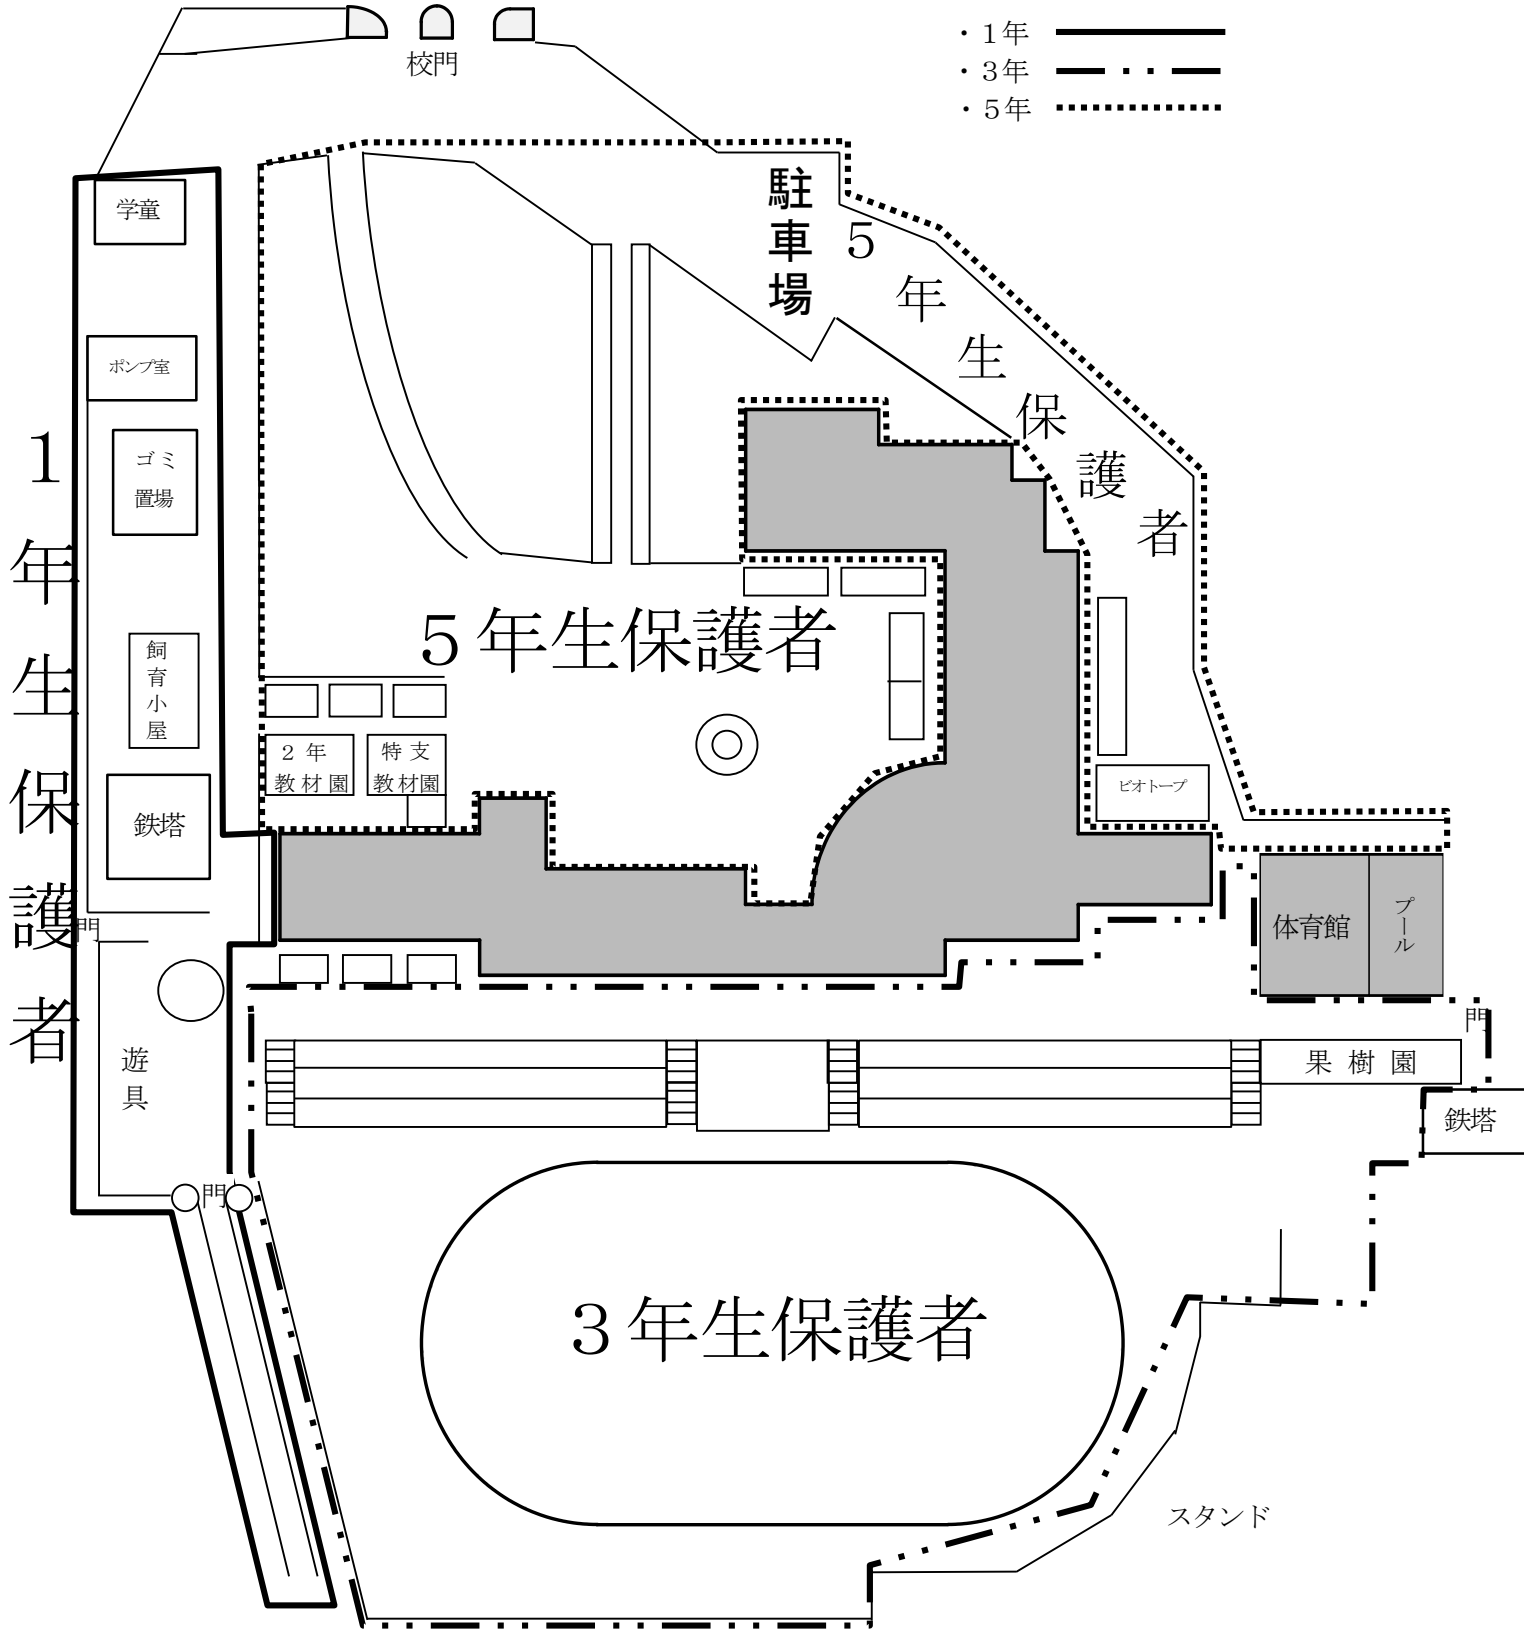 ・１年
・３年
・５年
校門
学童
駐車場
５年生保護者
ポンプ室
ゴミ
置場
１年生保護者
５年生保護者
飼育小屋
２年
教材園
特支
教材園
ビオトープ
鉄塔
門
体育館
プール
遊具
門
果樹園
鉄塔
門
３年生保護者
スタンド